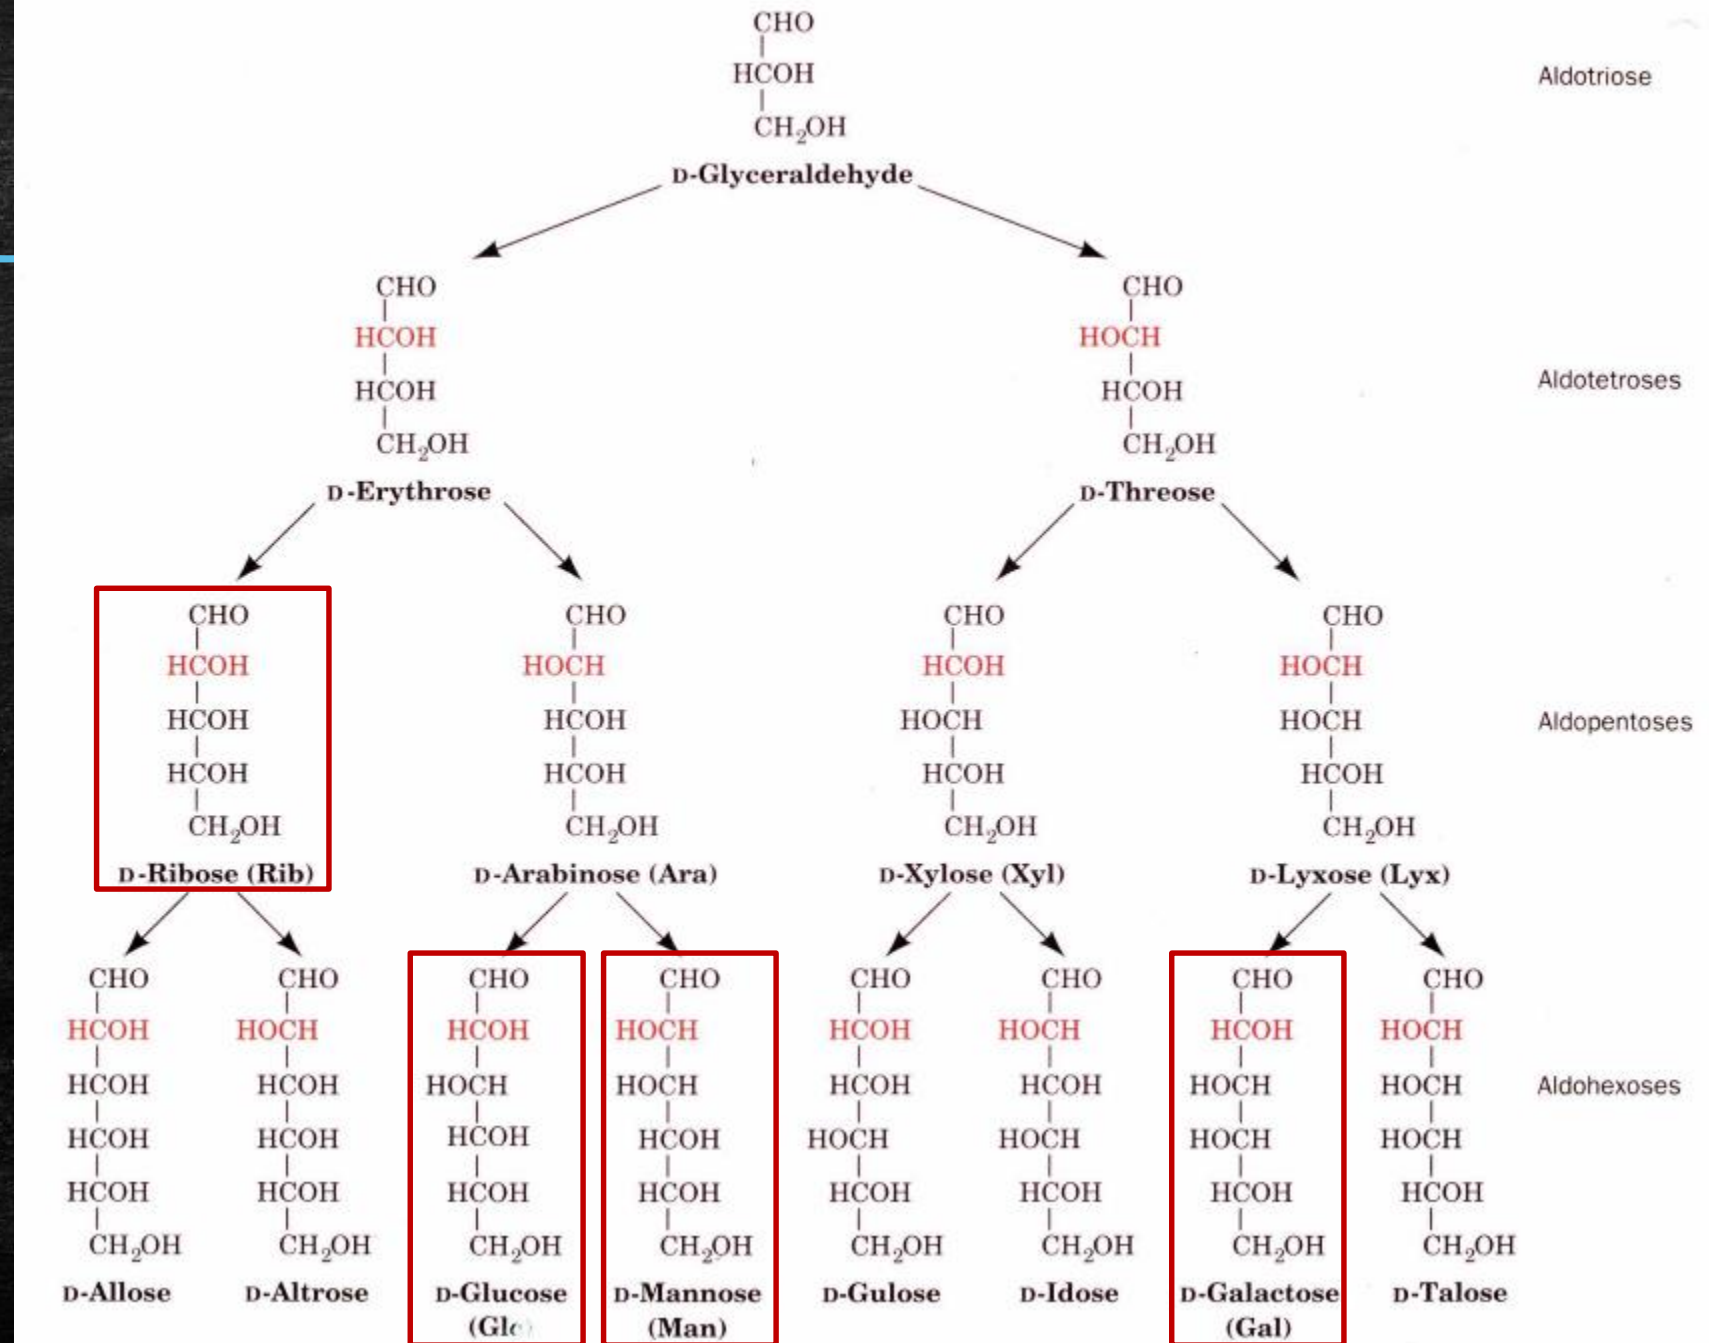 CHO
HCOH
CH₂OH
D-Glyceraldehyde
Aldotriose
CHO
HCOH
HCOH
CH₂OH
D-Erythrose
CHO
HOCH
HCOH
CH₂OH
D-Threose
Aldotetroses
CHO
HCOH
HCOH
HCOH
CH₂OH
D-Ribose (Rib)
CHO
HOCH
HCOH
HCOH
CH₂OH
D-Arabinose (Ara)
CHO
HCOH
HOCH
HCOH
CH₂OH
D-Xylose (Xyl)
CHO
HOCH
HOCH
HCOH
CH₂OH
D-Lyxose (Lyx)
Aldopentoses
CHO
HCOH
HCOH
HCOH
HCOH
CH₂OH
D-Allose
CHO
HOCH
HCOH
HCOH
HCOH
CH₂OH
D-Altrose
CHO
HCOH
HOCH
HCOH
HCOH
CH₂OH
D-Glucose
(Glc)
CHO
HOCH
HOCH
HCOH
HCOH
CH₂OH
D-Mannose
(Man)
CHO
HCOH
HCOH
HOCH
HCOH
CH₂OH
D-Gulose
CHO
HOCH
HCOH
HOCH
HCOH
CH₂OH
D-Idose
CHO
HCOH
HOCH
HOCH
HCOH
CH₂OH
D-Galactose
(Gal)
CHO
HOCH
HOCH
HOCH
HCOH
CH₂OH
D-Talose
Aldohexoses